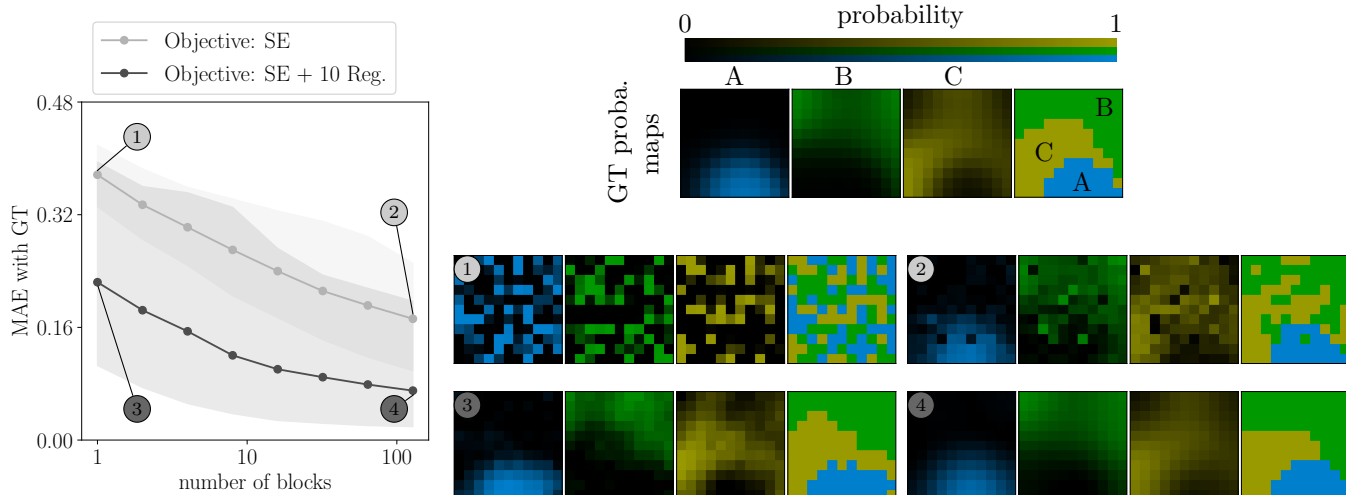 Objective: SE
Objective: SE + 10 Reg.
0.48
0.32
0.16
0.00
MAE with GT
1
10
100
number of blocks
1
2
3
4
probability
0
1
A
B
C
GT proba.
maps
B
C
A
1
2
3
4